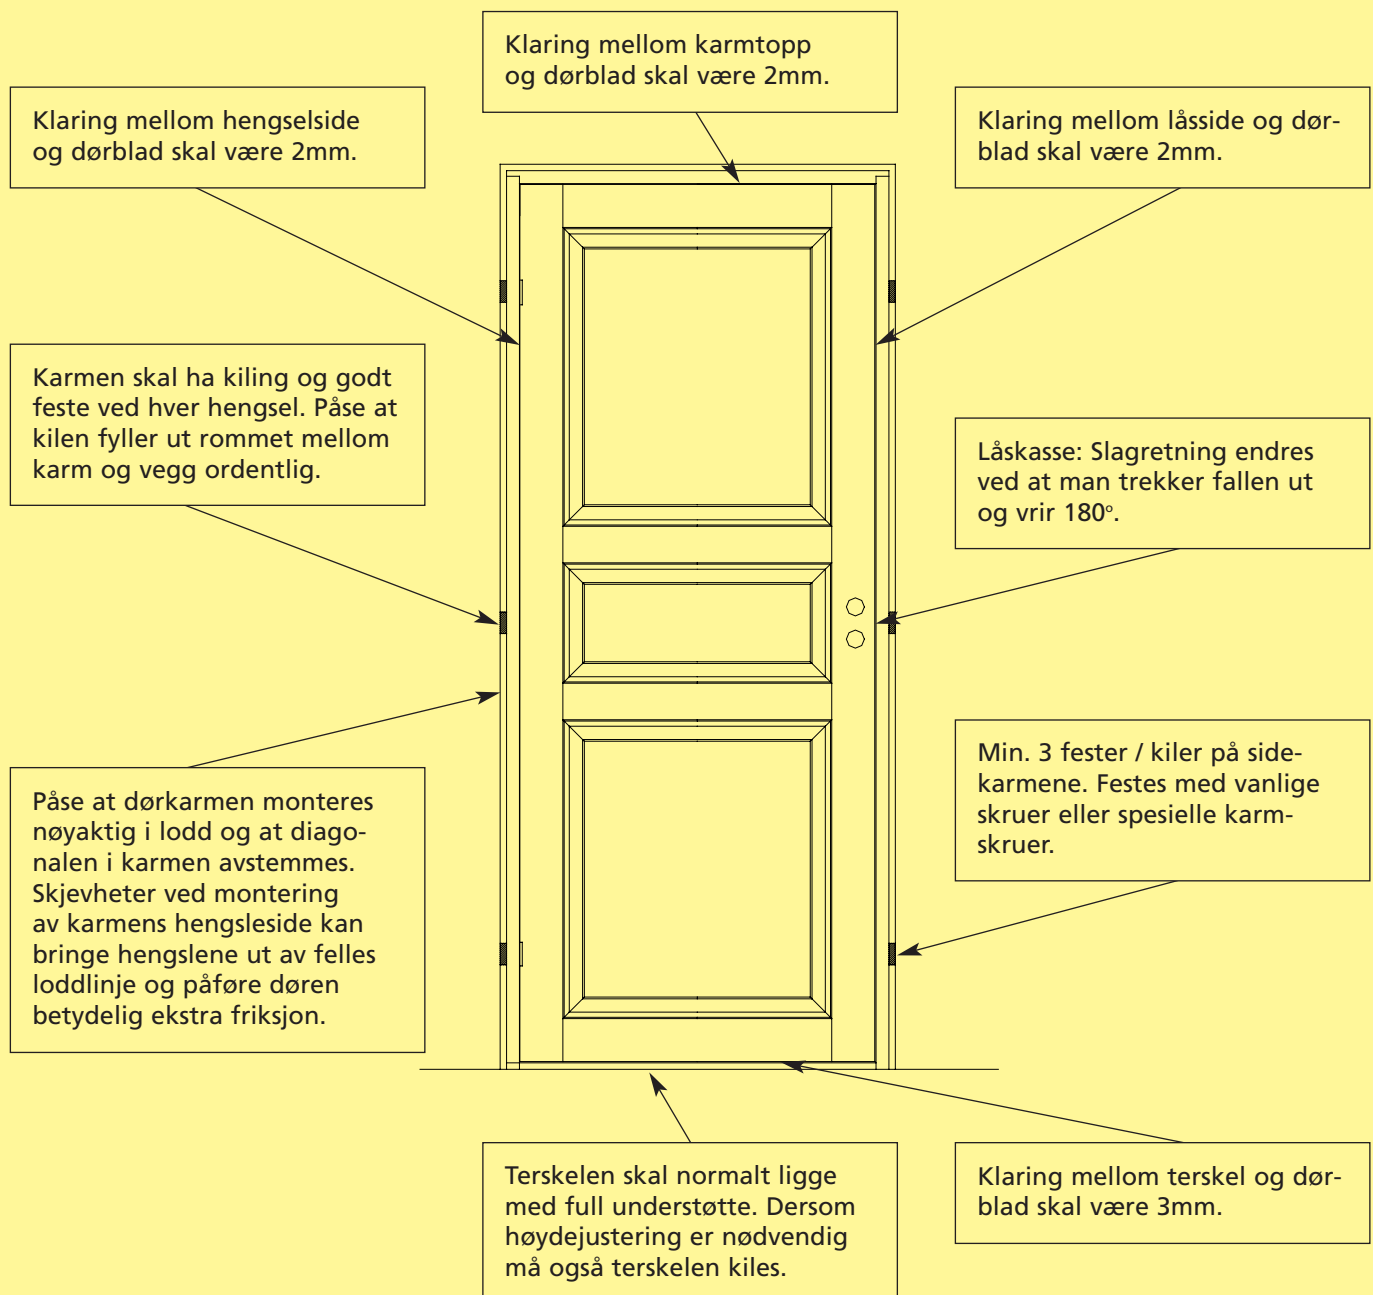 Klaring mellom karmtopp
og dørblad skal være 2mm.
Klaring mellom hengselside
og dørblad skal være 2mm.
Klaring mellom låsside og dør-
blad skal være 2mm.
Karmen skal ha kiling og godt
feste ved hver hengsel. Påse at
kilen fyller ut rommet mellom
karm og vegg ordentlig.
Låskasse: Slagretning endres
ved at man trekker fallen ut
og vrir 180°.
Påse at dørkarmen monteres
nøyaktig i lodd og at diago-
nalen i karmen avstemmes.
Skjevheter ved montering
av karmens hengsleside kan
bringe hengslene ut av felles
loddlinje og påføre døren
betydelig ekstra friksjon.
Min. 3 fester / kiler på side-
karmene. Festes med vanlige
skruer eller spesielle karm-
skruer.
Terskelen skal normalt ligge
med full understøtte. Dersom
høydejustering er nødvendig
må også terskelen kiles.
Klaring mellom terskel og dør-
blad skal være 3mm.